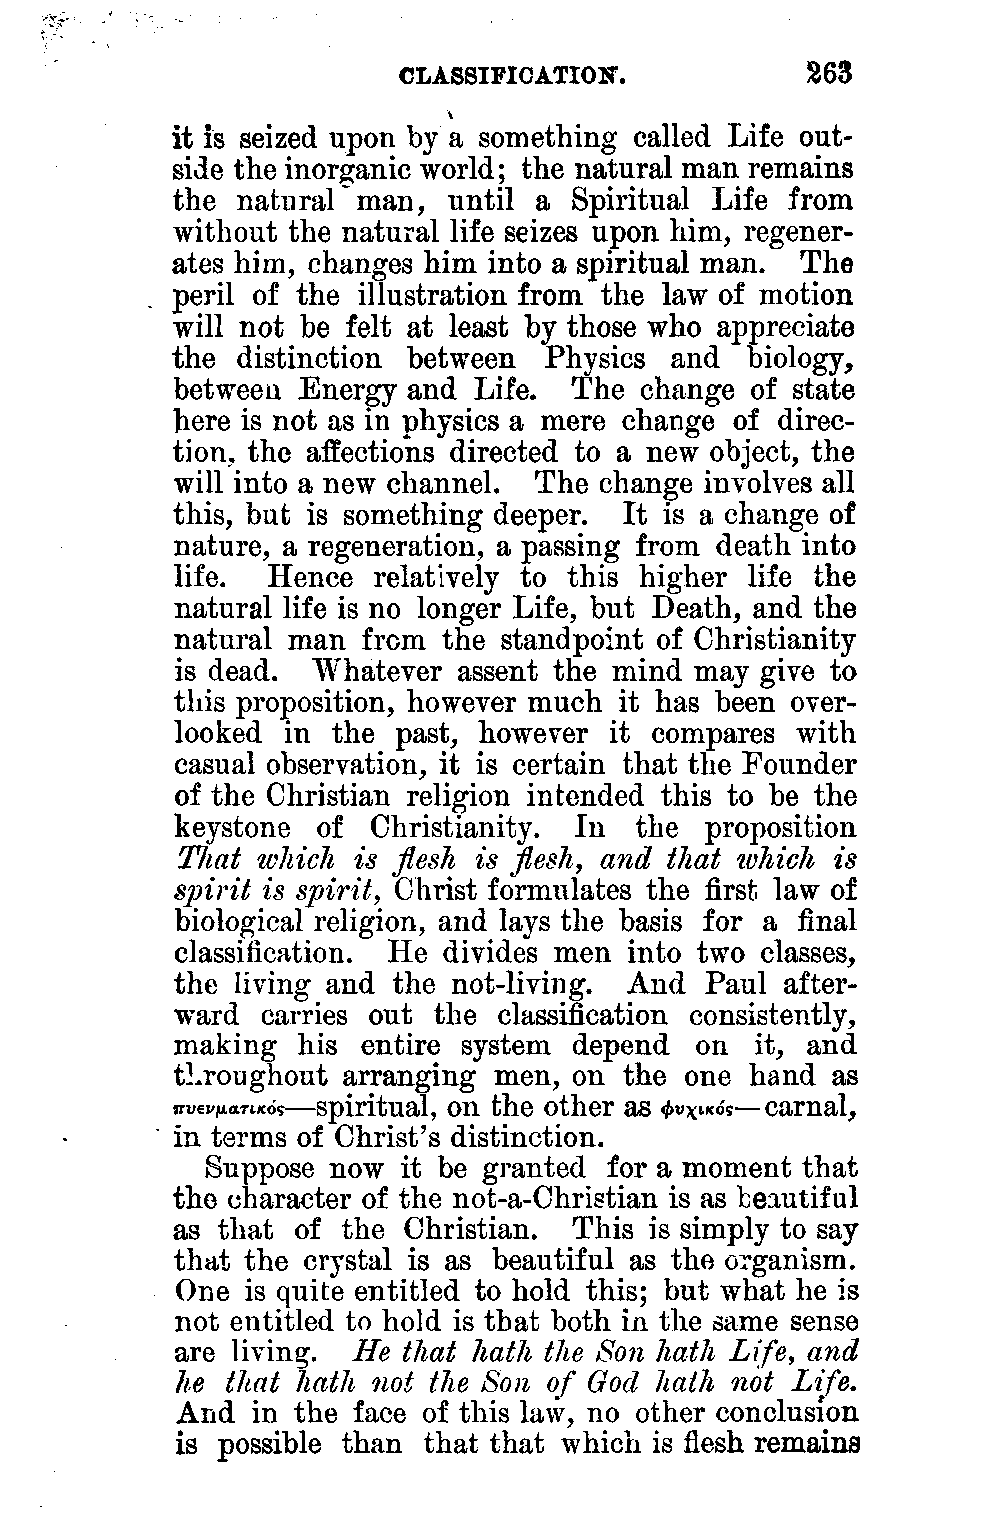 CLASSIFICATION. 263
it is seized upon by a something called Life out-
side the inorganic world; the natural man remains
the natural man, until a Spiritual Life from
without the natural life seizes upon him, regener-
ates him, changes him into a spiritual man. The
peril of the illustration from the law of motion
will not be felt at least by those who appreciate
the distinction between Physics and biology,
between Energy and Life. The change of state
here is not as in physics a mere change of direc-
tion, the affections directed to a new object, the
will into a new channel. The change involves all
this, but is something deeper. It is a change of
nature, a regeneration, a passing from death into
life. Hence relatively to this higher life the
natural life is no longer Life, but Death, and the
natural man from the standpoint of Christianity
is dead. Whatever assent the mind may give to
this proposition, however much it has been over-
looked in the past, however it compares with
casual observation, it is certain that the Founder
of the Christian religion intended this to be the
keystone of Christianity. In the proposition
That which is flesh is flesh, and that which is
spirit is spirit, Christ formulates the first law of
biological religion, and lays the basis for a final
classification. He divides men into two classes,
the living and the not-living. And Paul after-
ward carries out the classification consistently,
making his entire system depend on it, and
throughout arranging men, on the one hand as
πνευματικός—spiritual, on the other as φυχικός—carnal,
in terms of Christ's distinction.
Suppose now it be granted for a moment that
the character of the not-a-Christian is as beautiful
as that of the Christian. This is simply to say
that the crystal is as beautiful as the organism.
One is quite entitled to hold this; but what he is
not entitled to hold is that both in the same sense
are living. He that hath the Son hath Life, and
he that hath not the Son of God hath not Life.
And in the face of this law, no other conclusion
is possible than that that which is flesh remains